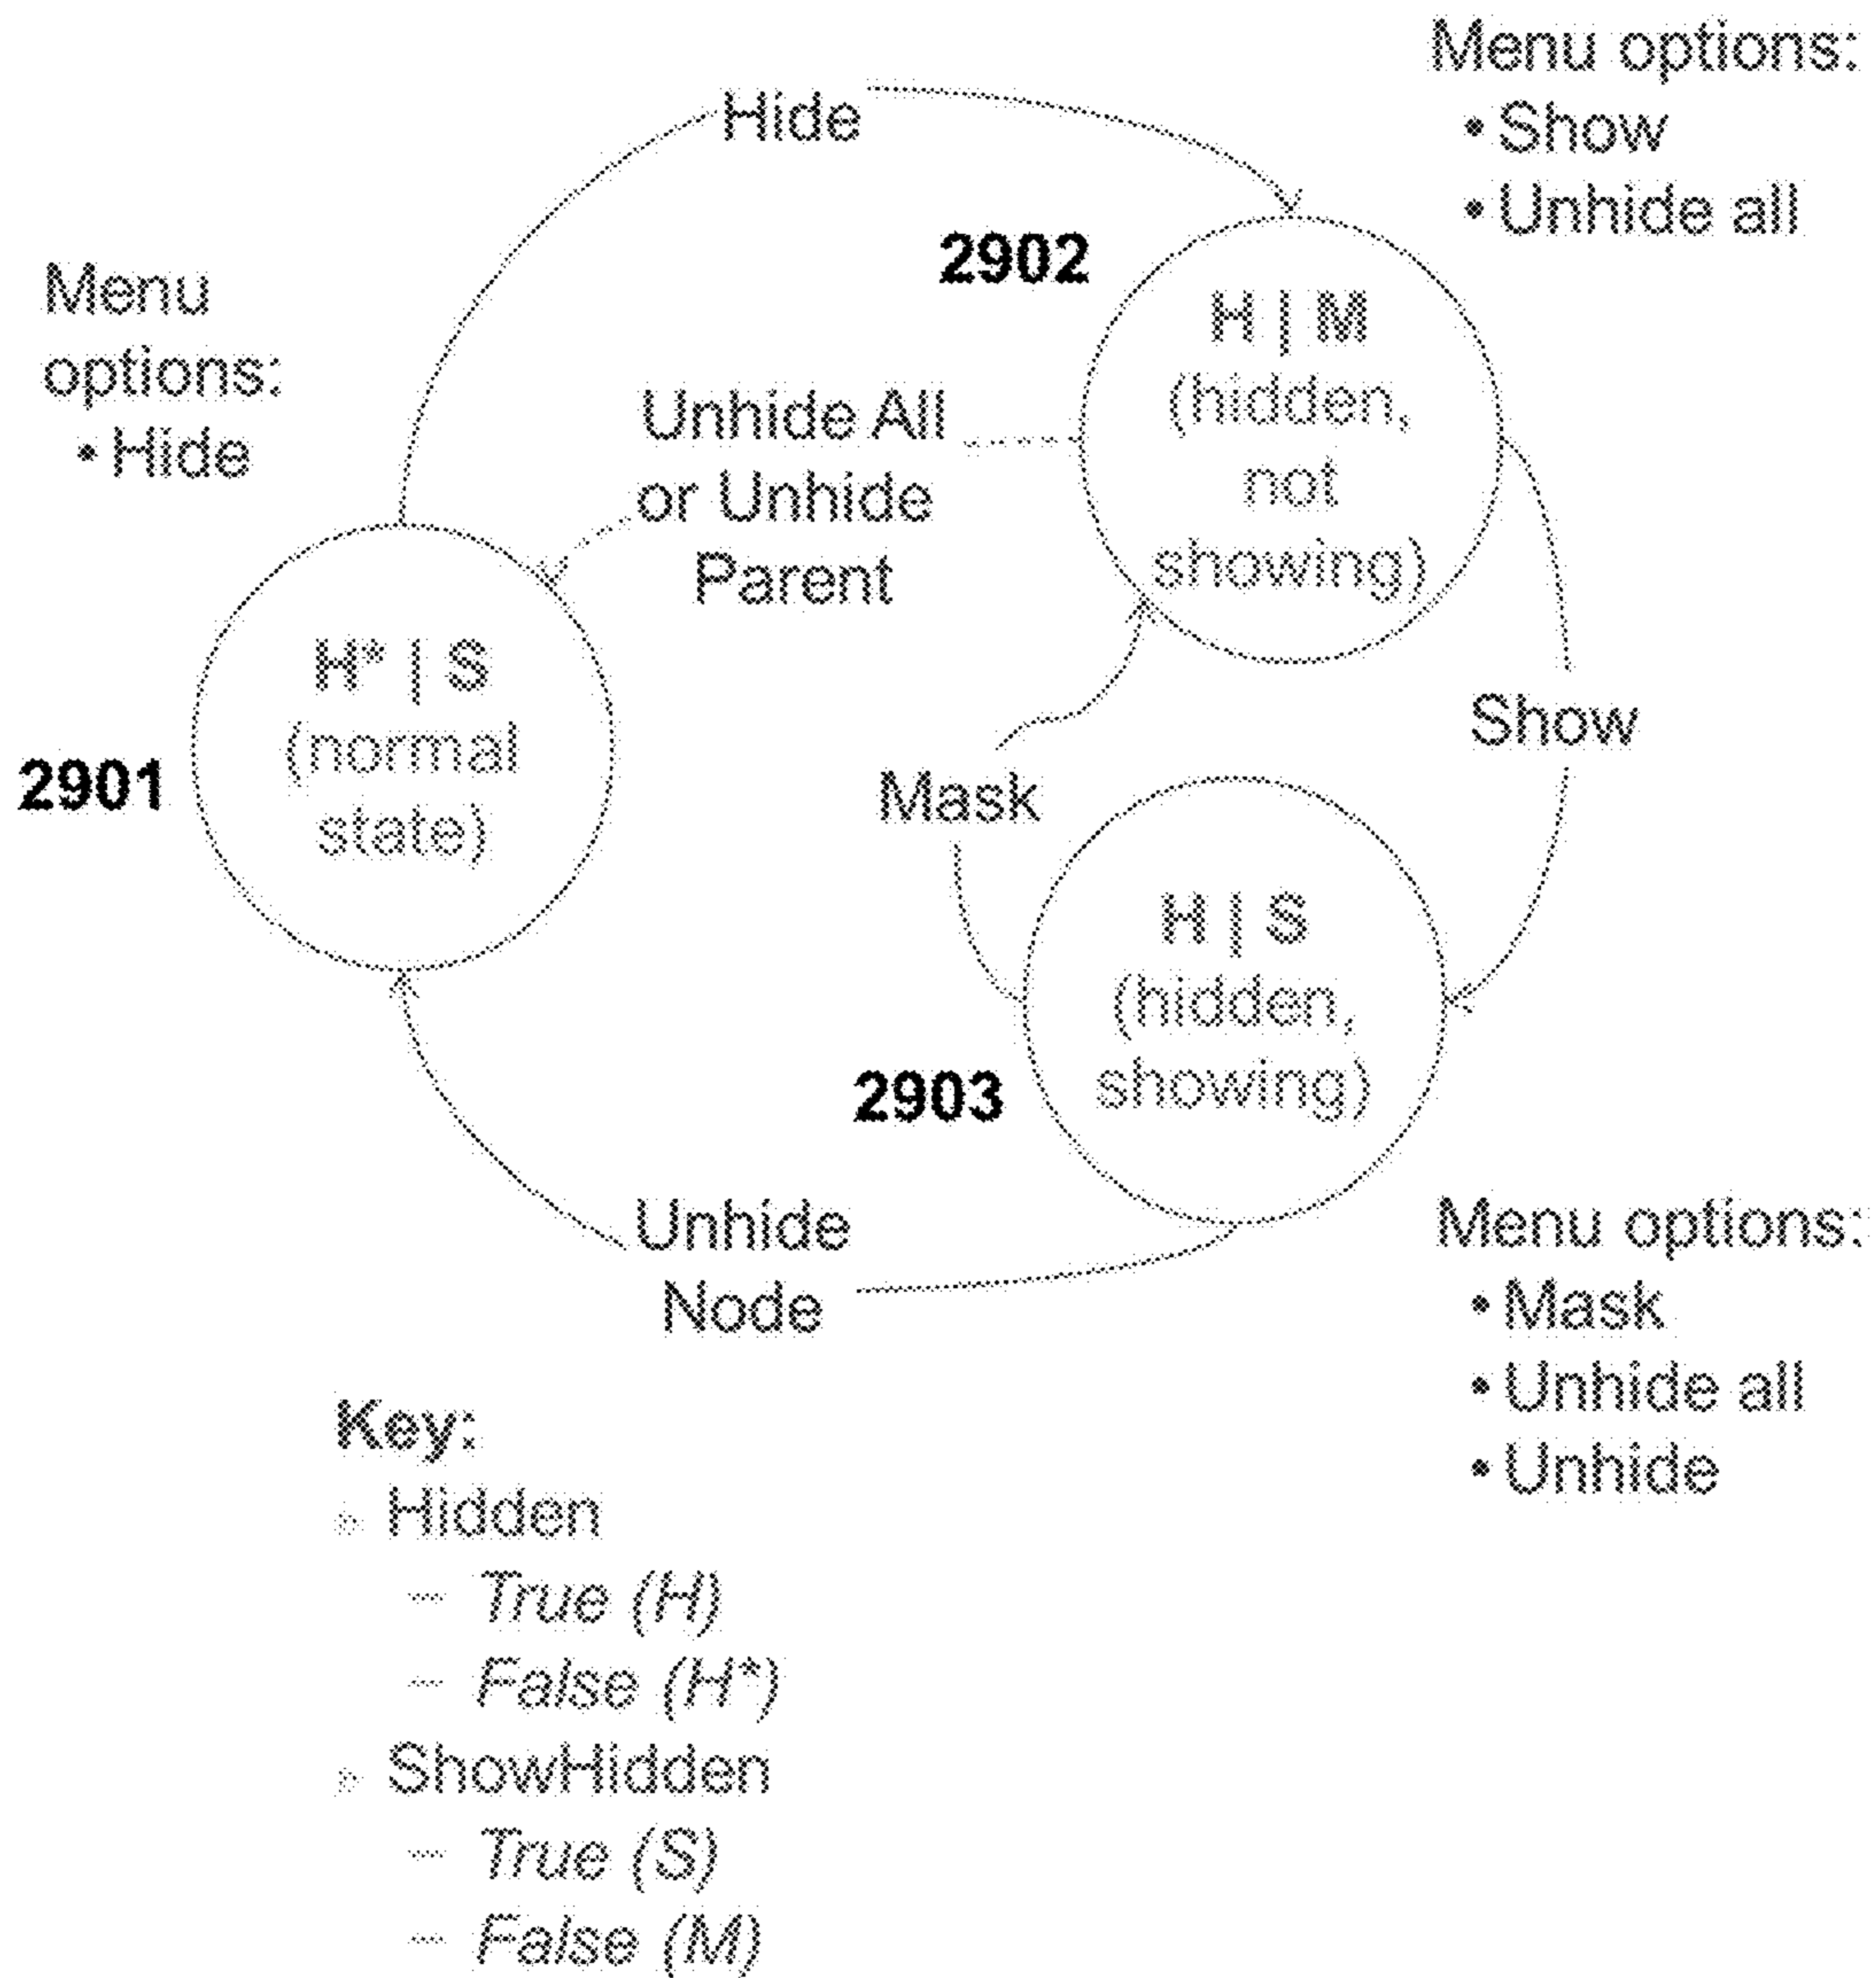 Hide
Menu options:
• Show
• Unhide all
2902
H | M
(hidden,
not
showing)
Menu
options:
• Hide
Unhide All
or Unhide
Parent
H* | S
(normal
state)
2901
Show
Mask
H | S
(hidden,
showing)
2903
Unhide
Node
Menu options:
• Mask
• Unhide all
• Unhide
Key:
• Hidden
– True (H)
– False (H*)
• ShowHidden
– True (S)
– False (M)